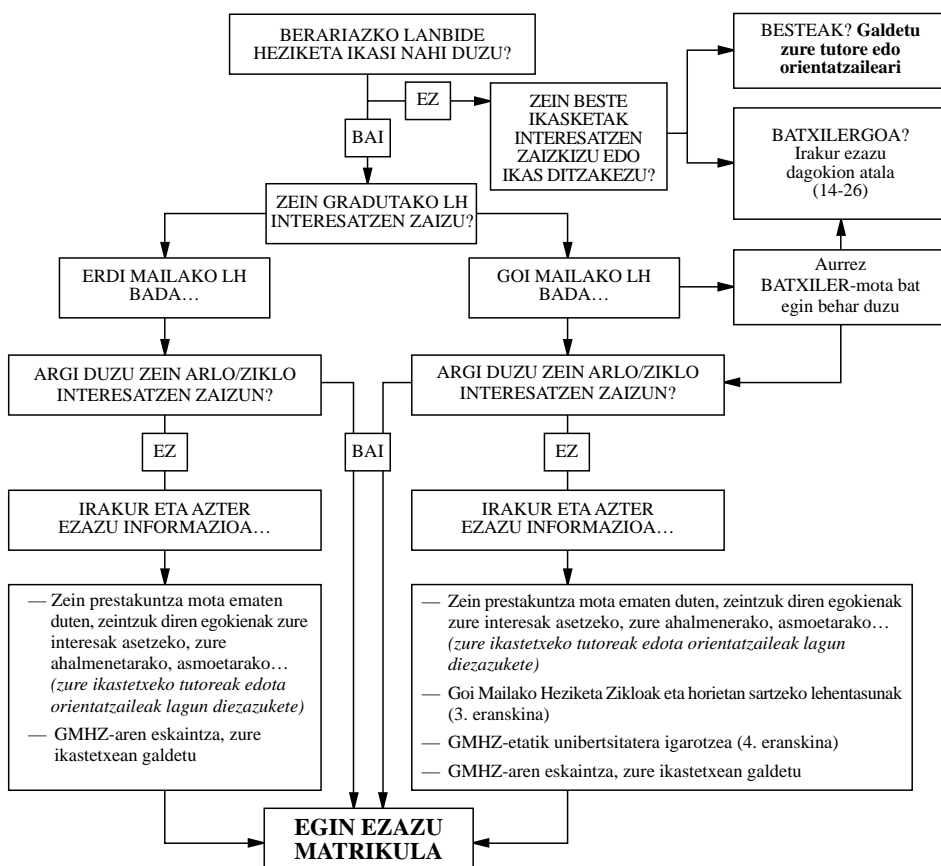 BERARIAZKO LANBIDE
HEZIKETA IKASI NAHI DUZU?
BESTEAK? Galdetu
zure tutore edo
orientatzaileari
EZ
ZEIN BESTE
IKASKETAK
INTERESATZEN
ZAIZKIZU EDO
IKAS DITZAKEZU?
BAI
BATXILERGOA?
Irakur ezazu
dagokion atala
(14-26)
ZEIN GRADUTAKO LH
INTERESATZEN ZAIZU?
ERDI MAILAKO LH
BADA…
GOI MAILAKO LH
BADA…
Aurrez
BATXILER-mota bat
egin behar duzu
ARGI DUZU ZEIN ARLO/ZIKLO
INTERESATZEN ZAIZUN?
ARGI DUZU ZEIN ARLO/ZIKLO
INTERESATZEN ZAIZUN?
EZ
BAI
EZ
IRAKUR ETA AZTER
EZAZU INFORMAZIOA…
IRAKUR ETA AZTER
EZAZU INFORMAZIOA…
— Zein prestakuntza mota ematen
duten, zeintzuk diren egokienak zure
interesak asetzeko, zure
ahalmenetarako, asmoetarako…
(zure ikastetxeko tutoreak edota
orientatzaileak lagun diezazukete)
— GMHZ-aren eskaintza, zure
ikastetxean galdetu
— Zein prestakuntza mota ematen duten, zeintzuk diren egokienak
zure interesak asetzeko, zure ahalmenerako, asmoetarako…
(zure ikastetxeko tutoreak edota orientatzaileak lagun
diezazukete)
— Goi Mailako Heziketa Zikloak eta horietan sartzeko lehentasunak
(3. eranskina)
— GMHZ-etatik unibertsitatera igarotzea (4. eranskina)
— GMHZ-aren eskaintza, zure ikastetxean galdetu
EGIN EZAZU
MATRIKULA